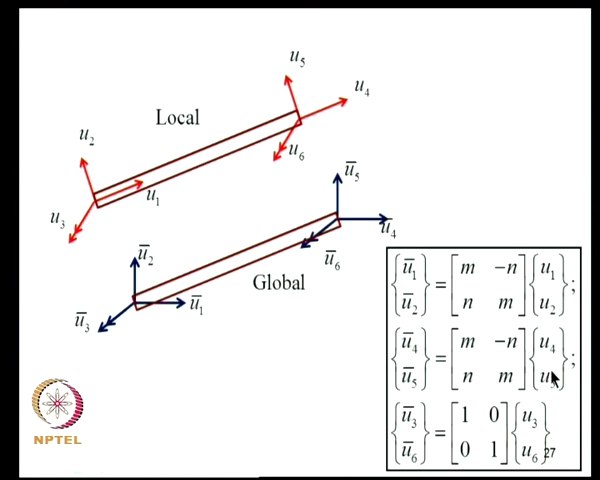 u₅
u₄
Local
u₂
u₆
u₁
u₃
ū₅
ū₄
ū₂
ū₆
Global
ū₁
ū₃
{ū₁ ū₂} = [m −n; n m] {u₁ u₂};
{ū₄ ū₅} = [m −n; n m] {u₄ u₅};
{ū₃ ū₆} = [1 0; 0 1] {u₃ u₆}
27
NPTEL